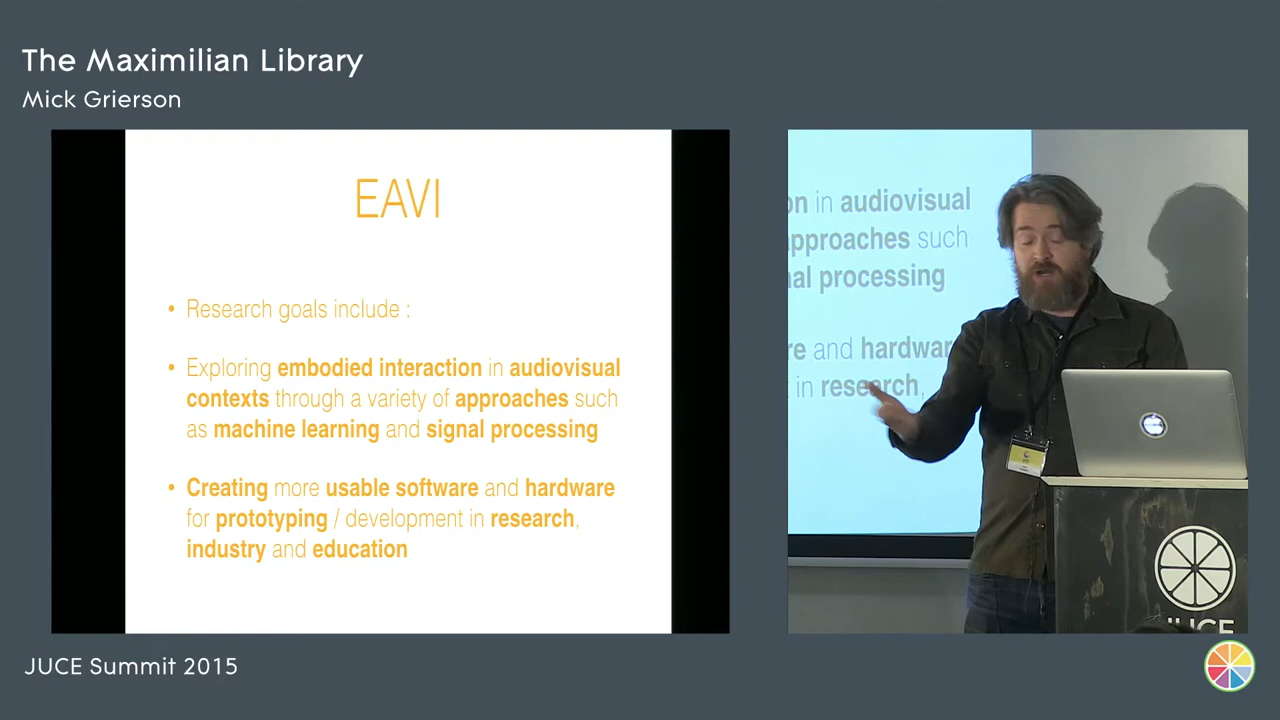 The Maximilian Library
Mick Grierson
EAVI
• Research goals include :
• Exploring embodied interaction in audiovisual
contexts through a variety of approaches such
as machine learning and signal processing
• Creating more usable software and hardware
for prototyping / development in research,
industry and education
on in audiovisual
approaches such
nal processing
re and hardwar
t in research,
JUCE
JUCE Summit 2015